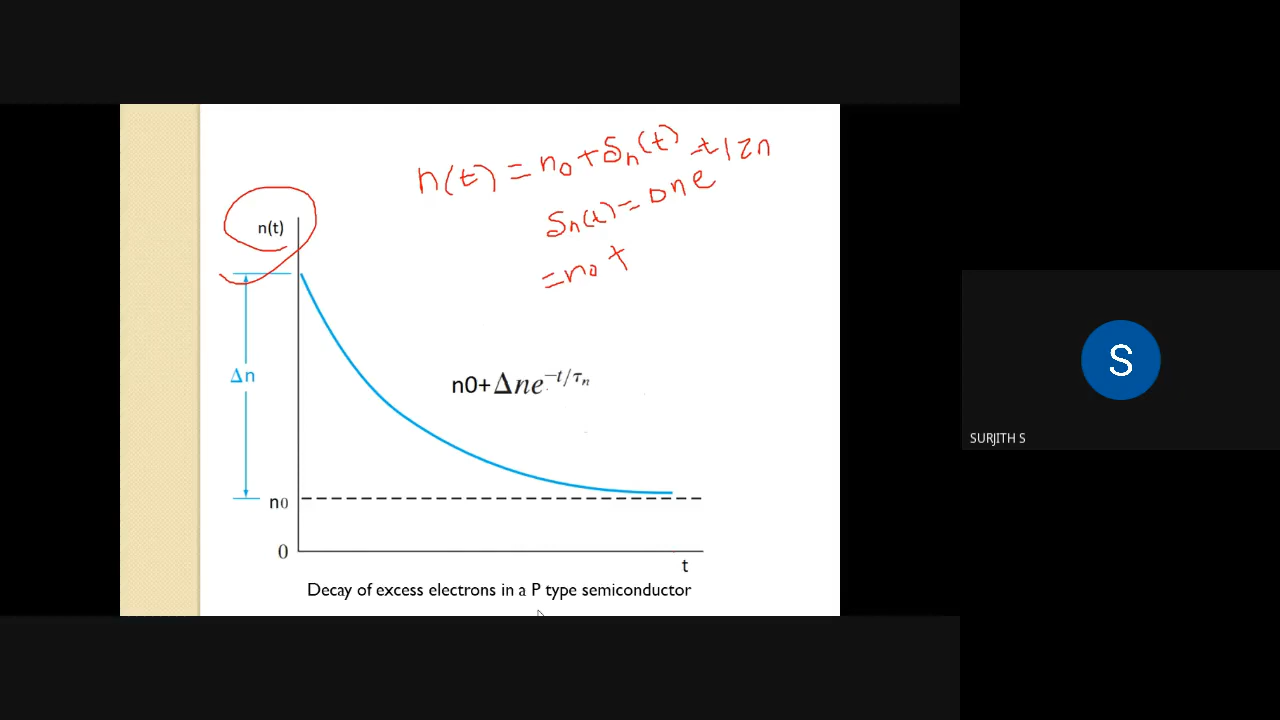 n(t) = n0 + δn(t)
δn(t) = Δn e -t/τn
= n0 +
n(t)
Δn
n0+Δne−t/τn
n0
0
t
Decay of excess electrons in a P type semiconductor
S
SURJITH S